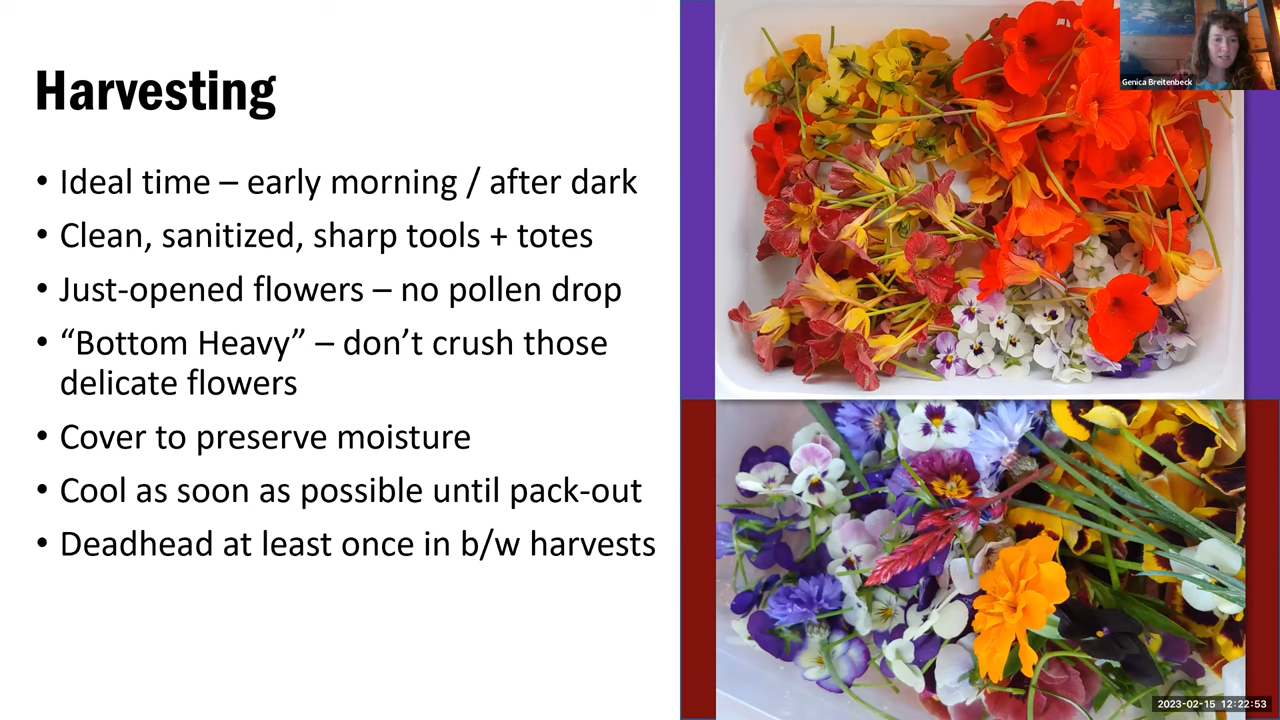 Harvesting
• Ideal time – early morning / after dark
• Clean, sanitized, sharp tools + totes
• Just-opened flowers – no pollen drop
• “Bottom Heavy” – don’t crush those
delicate flowers
• Cover to preserve moisture
• Cool as soon as possible until pack-out
• Deadhead at least once in b/w harvests
Genica Breitenbeck
2023-02-15 12:22:53